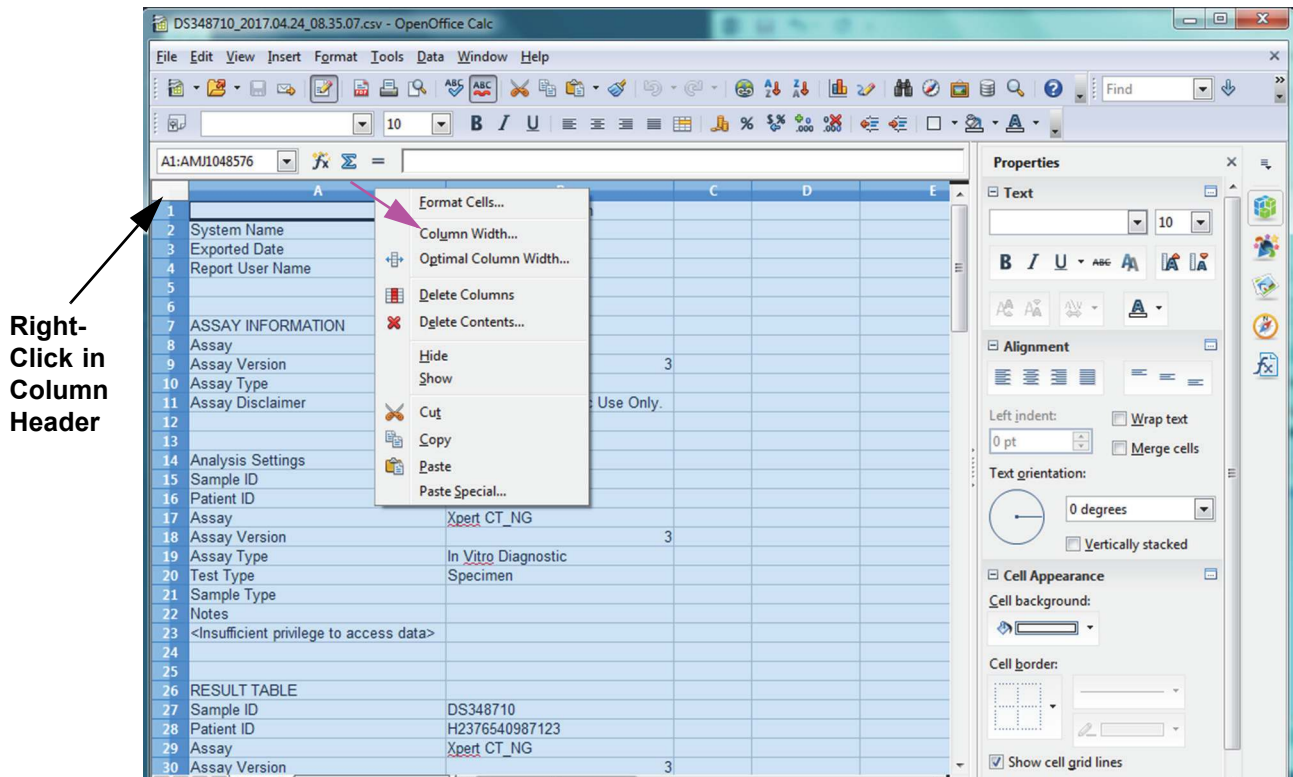 DS348710_2017.04.24_08.35.07.csv - OpenOffice Calc
File Edit View Insert Format Tools Data Window Help
ABC ABC Find
10 B I U
A1:AMJ1048576 fx Σ =
A C D E
1
2 System Name
3 Exported Date
4 Report User Name
5
6
7 ASSAY INFORMATION
8 Assay
9 Assay Version 3
10 Assay Type
11 Assay Disclaimer Use Only.
12
13
14 Analysis Settings
15 Sample ID
16 Patient ID
17 Assay Xpert CT_NG
18 Assay Version 3
19 Assay Type In Vitro Diagnostic
20 Test Type Specimen
21 Sample Type
22 Notes
23 <Insufficient privilege to access data>
24
25
26 RESULT TABLE
27 Sample ID DS348710
28 Patient ID H2376540987123
29 Assay Xpert CT_NG
30 Assay Version 3
Format Cells...
Column Width...
Optimal Column Width...
Delete Columns
Delete Contents...
Hide
Show
Cut
Copy
Paste
Paste Special...
Right-
Click in
Column
Header
Properties
Text
10
B I U ABC
Alignment
Left indent:
Wrap text
0 pt
Merge cells
Text orientation:
0 degrees
Vertically stacked
Cell Appearance
Cell background:
Cell border:
Show cell grid lines